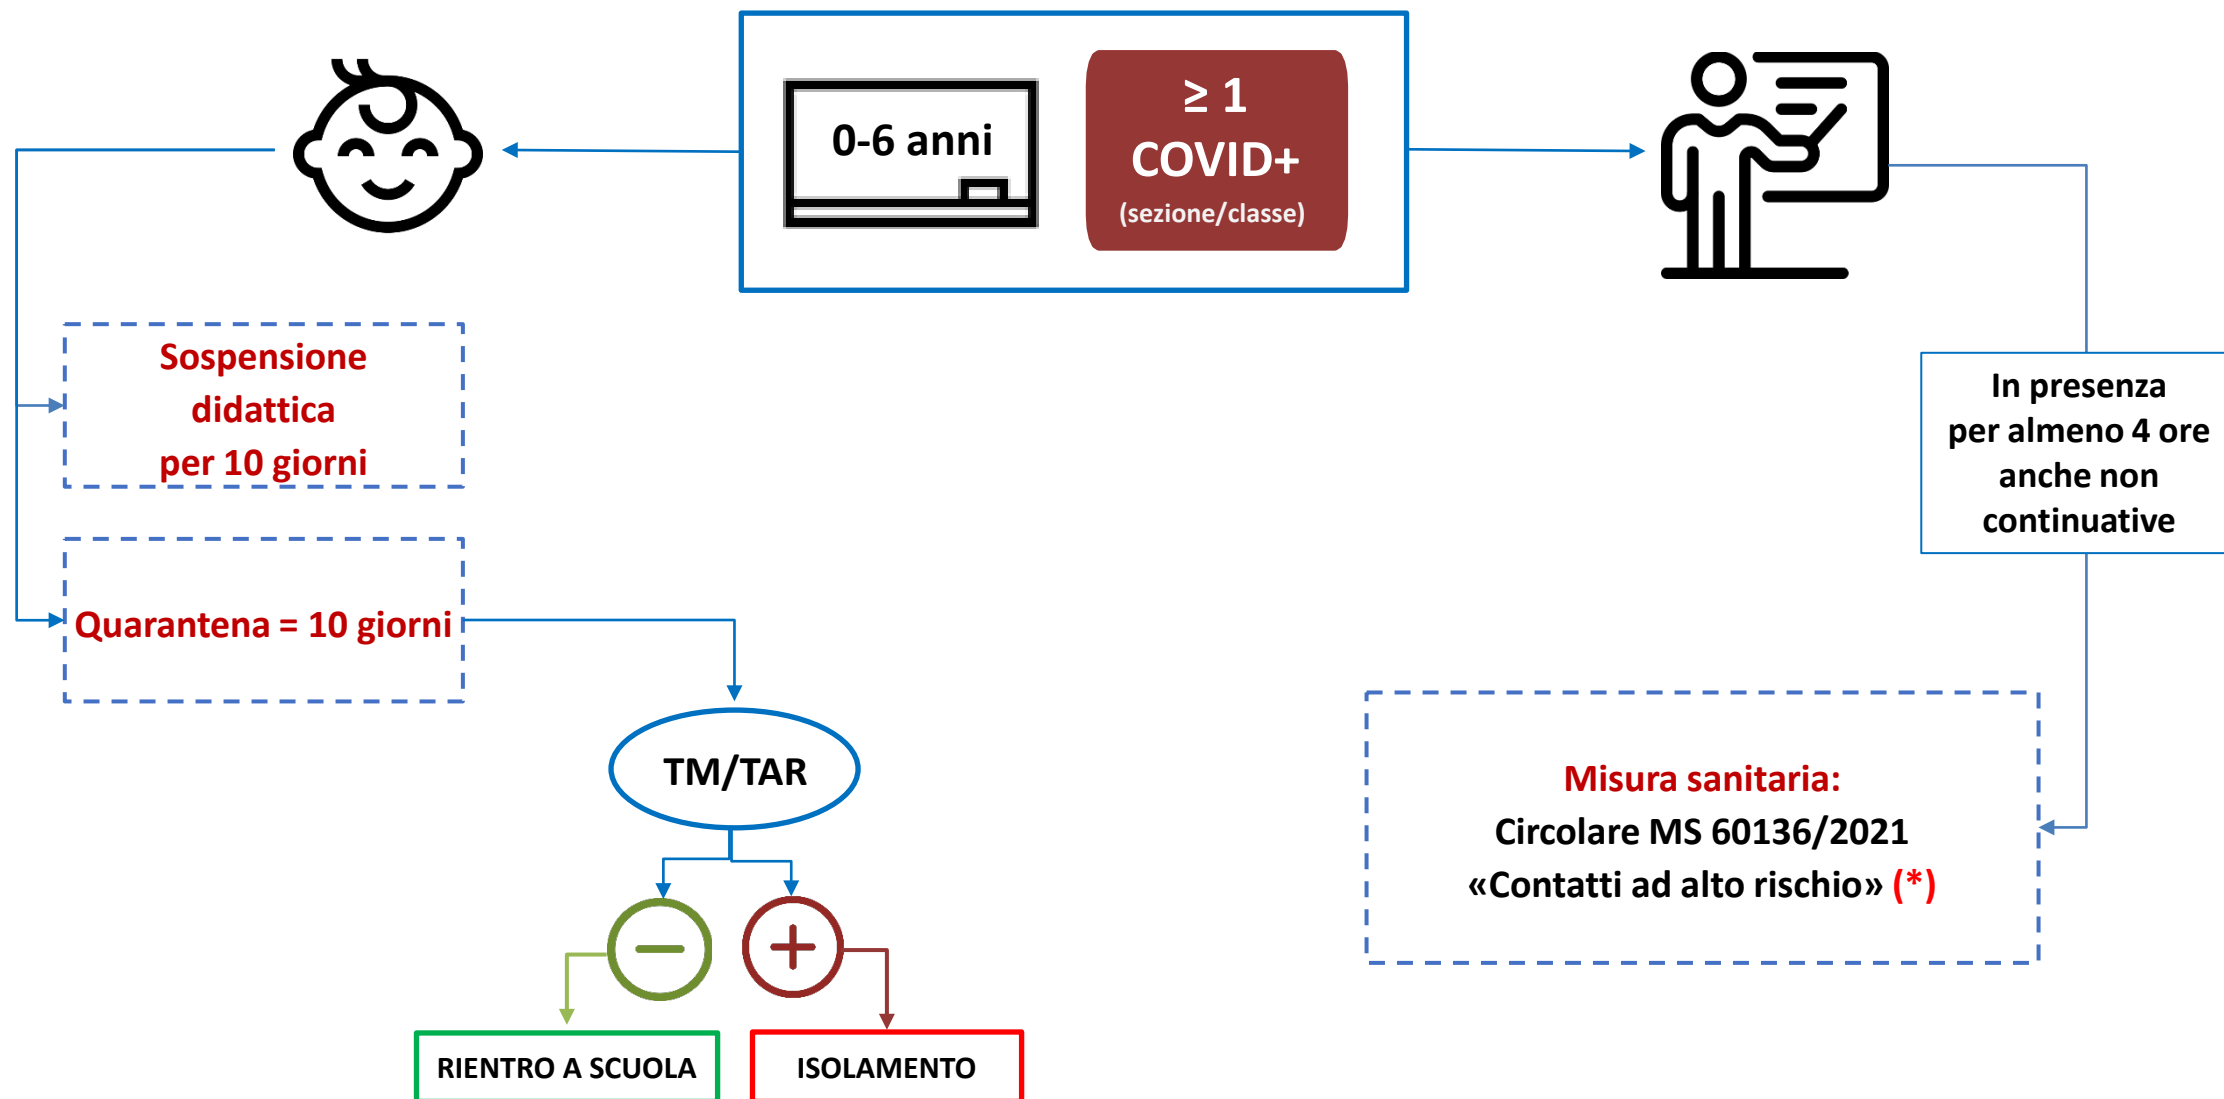 0-6 anni
≥ 1
COVID+
(sezione/classe)
Sospensione
didattica
per 10 giorni
In presenza
per almeno 4 ore
anche non
continuative
Quarantena = 10 giorni
TM/TAR
Misura sanitaria:
Circolare MS 60136/2021
«Contatti ad alto rischio» (*)
RIENTRO A SCUOLA
ISOLAMENTO